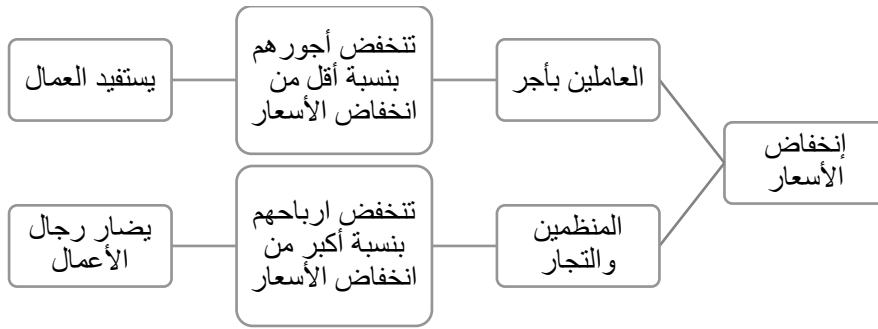 إنخفاض
الأسعار
العاملين بأجر
تنخفض أجورهم
بنسبة أقل من
انخفاض الأسعار
يستفيد العمال
المنظمين
والتجار
تنخفض ارباحهم
بنسبة أكبر من
انخفاض الأسعار
يضار رجال
الأعمال